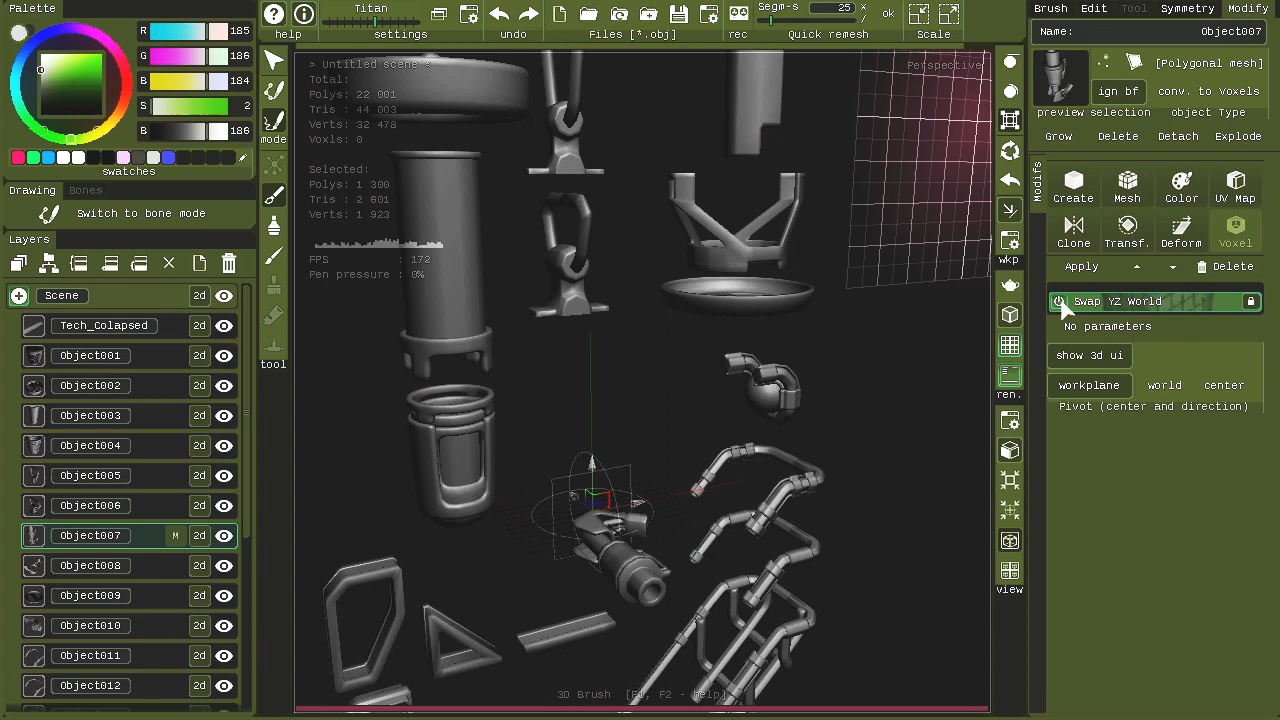 Palette
R 185
G 186
B 184
S 2
B 186
swatches
Drawing Bones
Switch to bone mode
Layers
Scene 2d
Tech_Colapsed 2d
Object001 2d
Object002 2d
Object003 2d
Object004 2d
Object005 2d
Object006 2d
Object007 M 2d
Object008 2d
Object009 2d
Object010 2d
Object011 2d
Object012 2d
help
Titan
settings
undo
Files [*.obj]
rec
Segm-s 25 x /
ok
Quick remesh
Scale
mode
tool
> Untitled scene <
Total:
Polys: 22 001
Tris : 44 003
Verts: 32 478
Voxls: 0
Selected:
Polys: 1 300
Tris : 2 601
Verts: 1 923
FPS : 172
Pen pressure : 0%
Perspective
3D Brush [F1, F2 - help]
wkp
ren.
view
Brush Edit Tool Symmetry Modify
Name: Object007
[Polygonal mesh]
ign bf conv. to Voxels
preview selection object Type
Grow Delete Detach Explode
Modifs
Create Mesh Color UV Map
Clone Transf. Deform Voxel
Apply Delete
Swap YZ World
No parameters
show 3d ui
workplane world center
Pivot (center and direction)